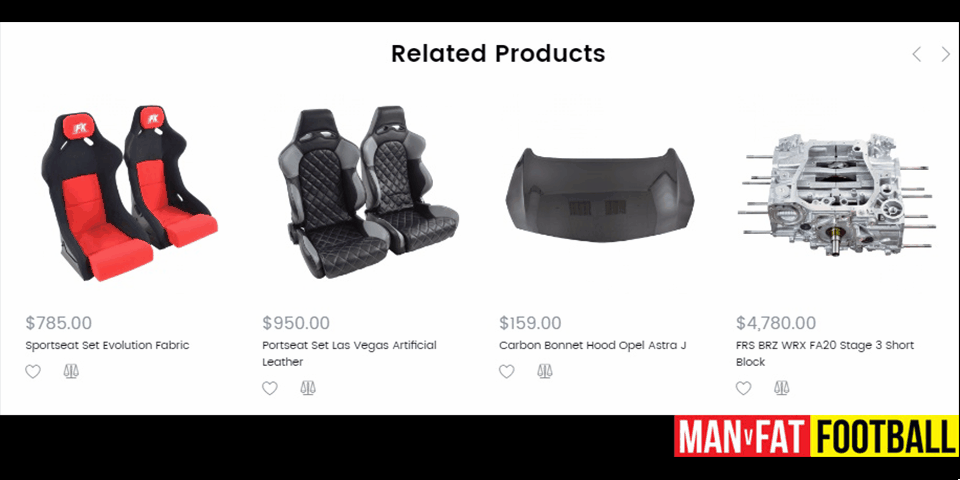 Related Products
$785.00
Sportseat Set Evolution Fabric
$950.00
Portseat Set Las Vegas Artificial
Leather
$159.00
Carbon Bonnet Hood Opel Astra J
$4,780.00
FRS BRZ WRX FA20 Stage 3 Short
Block
MAN v FAT FOOTBALL